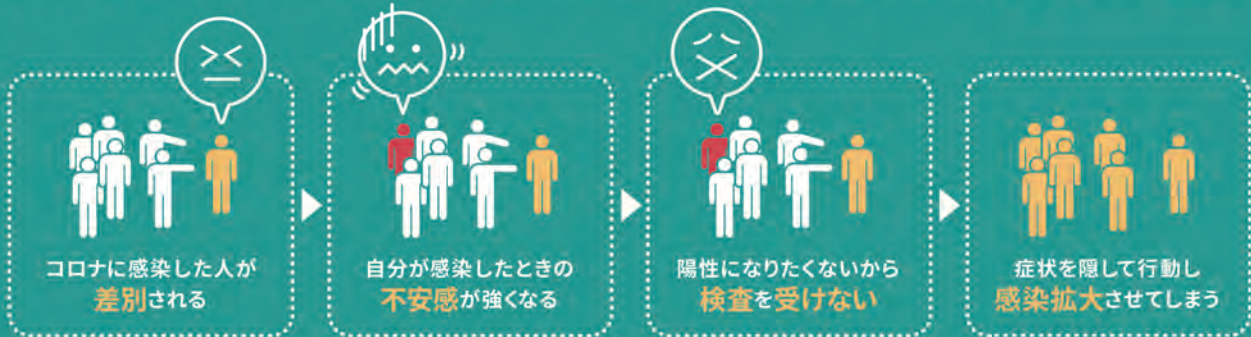 コロナに感染した人が
差別される
自分が感染したときの
不安感が強くなる
陽性になりたくないから
検査を受けない
症状を隠して行動し
感染拡大させてしまう